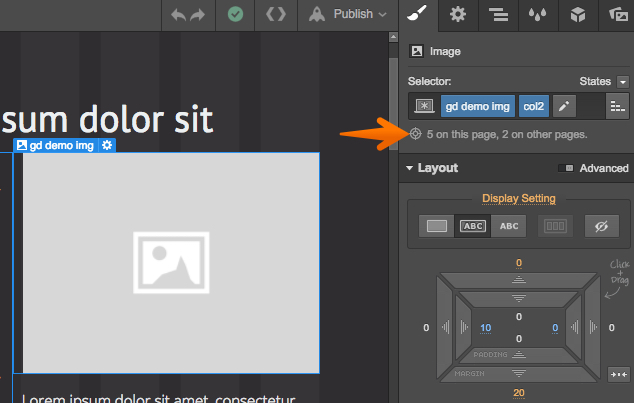 Publish
Image
Selector:
States
gd demo img
col2
5 on this page, 2 on other pages.
sum dolor sit
gd demo img
Layout
Advanced
Display Setting
ABC
ABC
0
Click
+
Drag
0
0
10
0
0
0
PADDING
MARGIN
20
Lorem ipsum dolor sit amet, consectetur